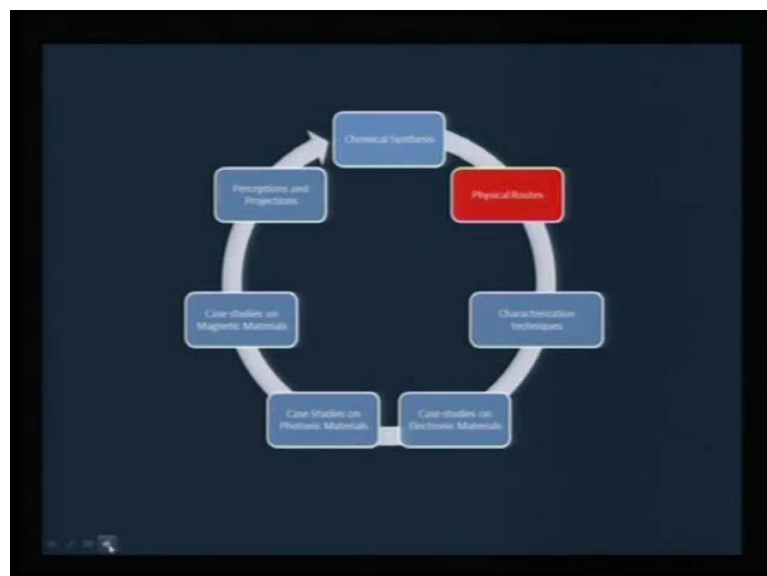 Chemical Synthesis
Physical Routes
Characterization
techniques
Case studies on
Electronic Materials
Case Studies on
Photonic Materials
Case studies on
Magnetic Materials
Perceptions and
Projections